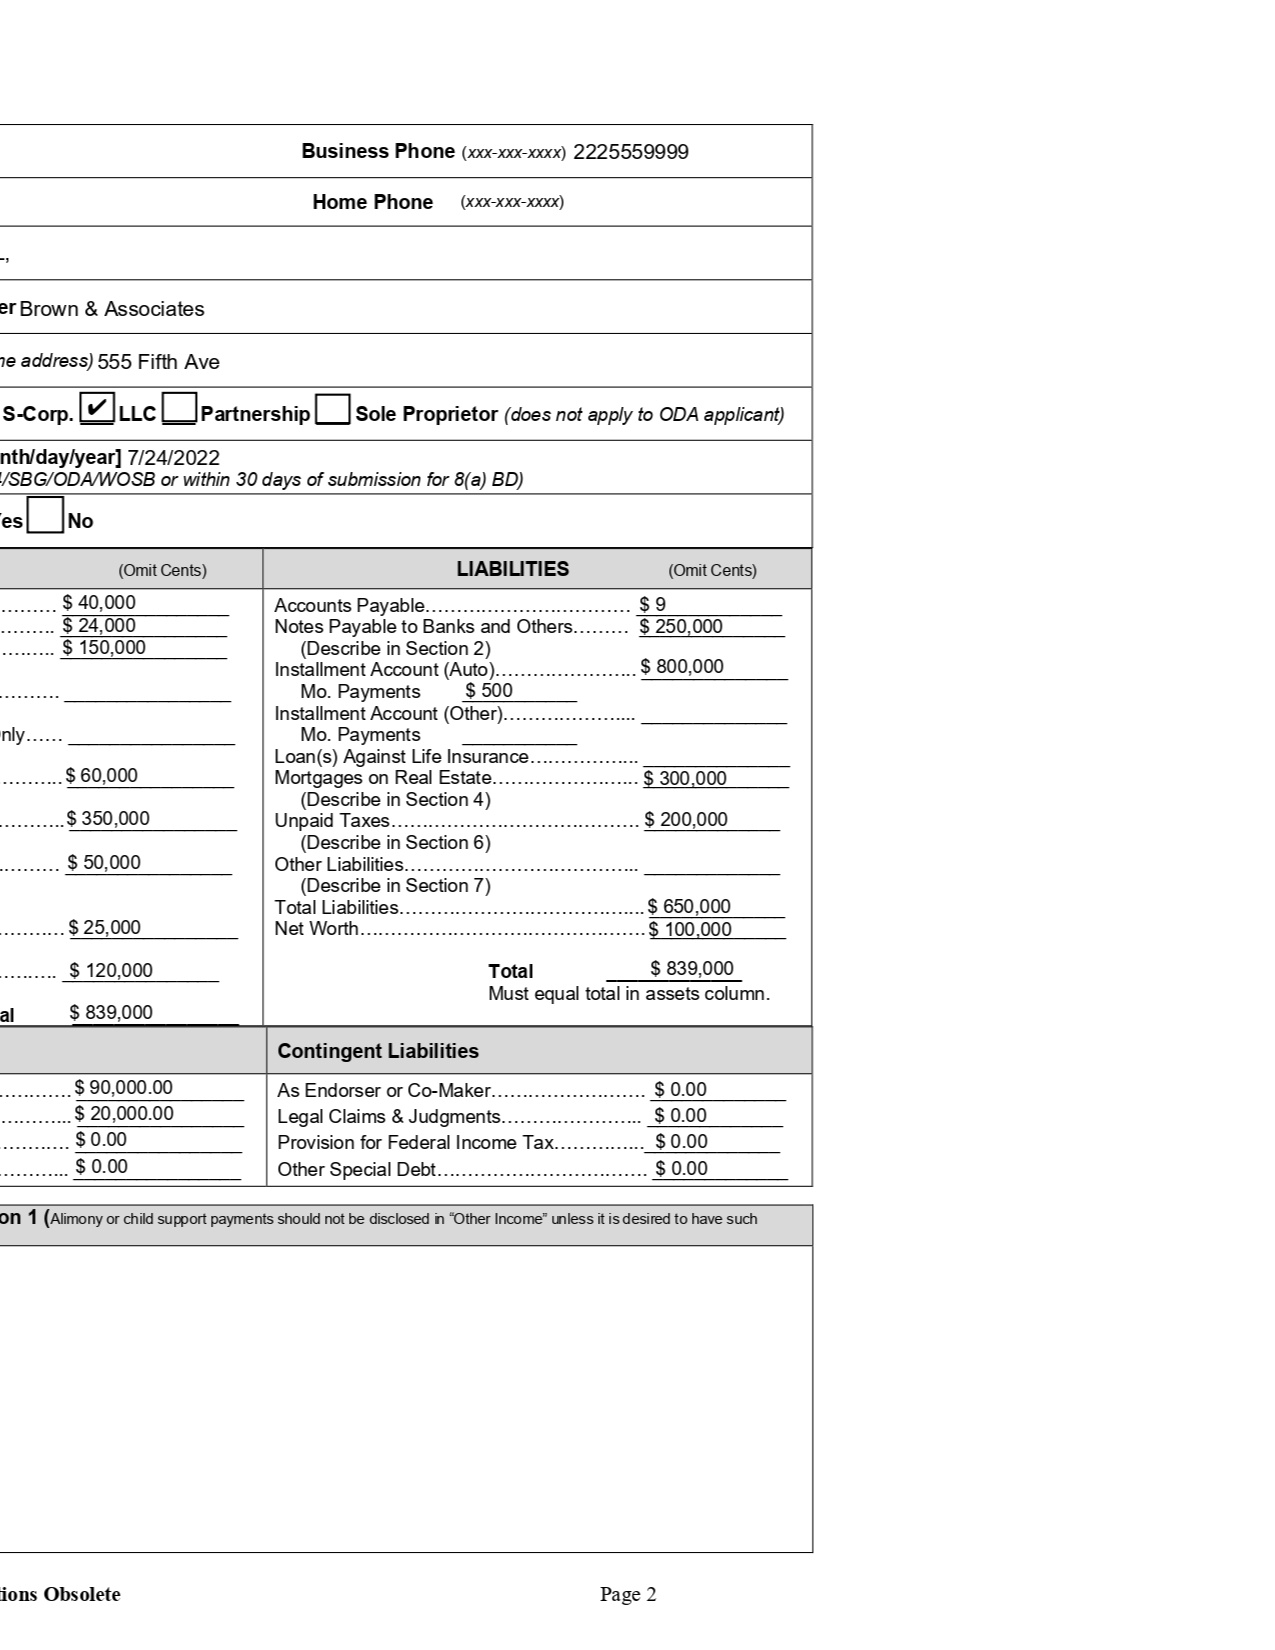 Business Phone (xxx-xxx-xxxx) 2225559999
Home Phone (xxx-xxx-xxxx)
er Brown & Associates
ne address) 555 Fifth Ave
S-Corp. ✔ LLC Partnership Sole Proprietor (does not apply to ODA applicant)
nth/day/year] 7/24/2022
/SBG/ODA/WOSB or within 30 days of submission for 8(a) BD)
es No
(Omit Cents) LIABILITIES (Omit Cents)
$ 40,000 Accounts Payable $ 9
$ 24,000 Notes Payable to Banks and Others $ 250,000
$ 150,000 (Describe in Section 2)
Installment Account (Auto) $ 800,000
Mo. Payments $ 500
Installment Account (Other)
nly Mo. Payments
Loan(s) Against Life Insurance
$ 60,000 Mortgages on Real Estate $ 300,000
(Describe in Section 4)
$ 350,000 Unpaid Taxes $ 200,000
(Describe in Section 6)
$ 50,000 Other Liabilities
(Describe in Section 7)
Total Liabilities $ 650,000
$ 25,000 Net Worth $ 100,000
$ 120,000 Total $ 839,000
Must equal total in assets column.
al $ 839,000
Contingent Liabilities
$ 90,000.00 As Endorser or Co-Maker $ 0.00
$ 20,000.00 Legal Claims & Judgments $ 0.00
$ 0.00 Provision for Federal Income Tax $ 0.00
$ 0.00 Other Special Debt $ 0.00
on 1 (Alimony or child support payments should not be disclosed in “Other Income” unless it is desired to have such
tions Obsolete Page 2